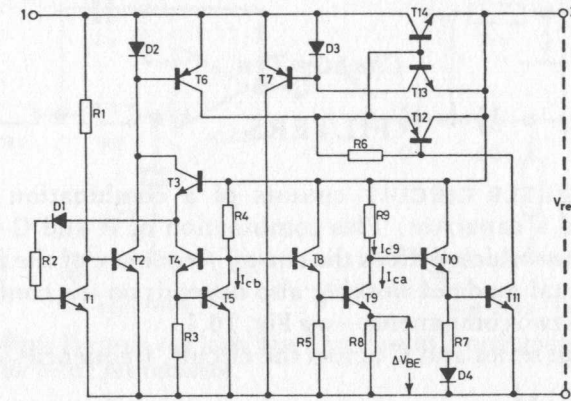 1
T14
D2
T6
T7
D3
T13
R1
T12
R6
T3
D1
R4
R9
Ic9
R2
T2
T4
T8
Ica
T10
T1
Icb
T5
T9
T11
R3
R5
R8
R7
ΔVBE
D4